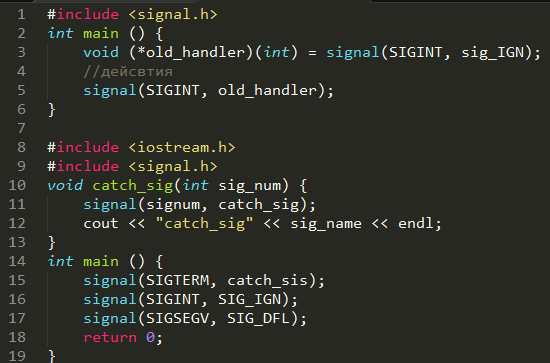 1 #include <signal.h>
2 int main () {
3 void (*old_handler)(int) = signal(SIGINT, sig_IGN);
4 //дейсвтия
5 signal(SIGINT, old_handler);
6 }
7
8 #include <iostream.h>
9 #include <signal.h>
10 void catch_sig(int sig_num) {
11 signal(signum, catch_sig);
12 cout << "catch_sig" << sig_name << endl;
13 }
14 int main () {
15 signal(SIGTERM, catch_sis);
16 signal(SIGINT, SIG_IGN);
17 signal(SIGSEGV, SIG_DFL);
18 return 0;
19 }